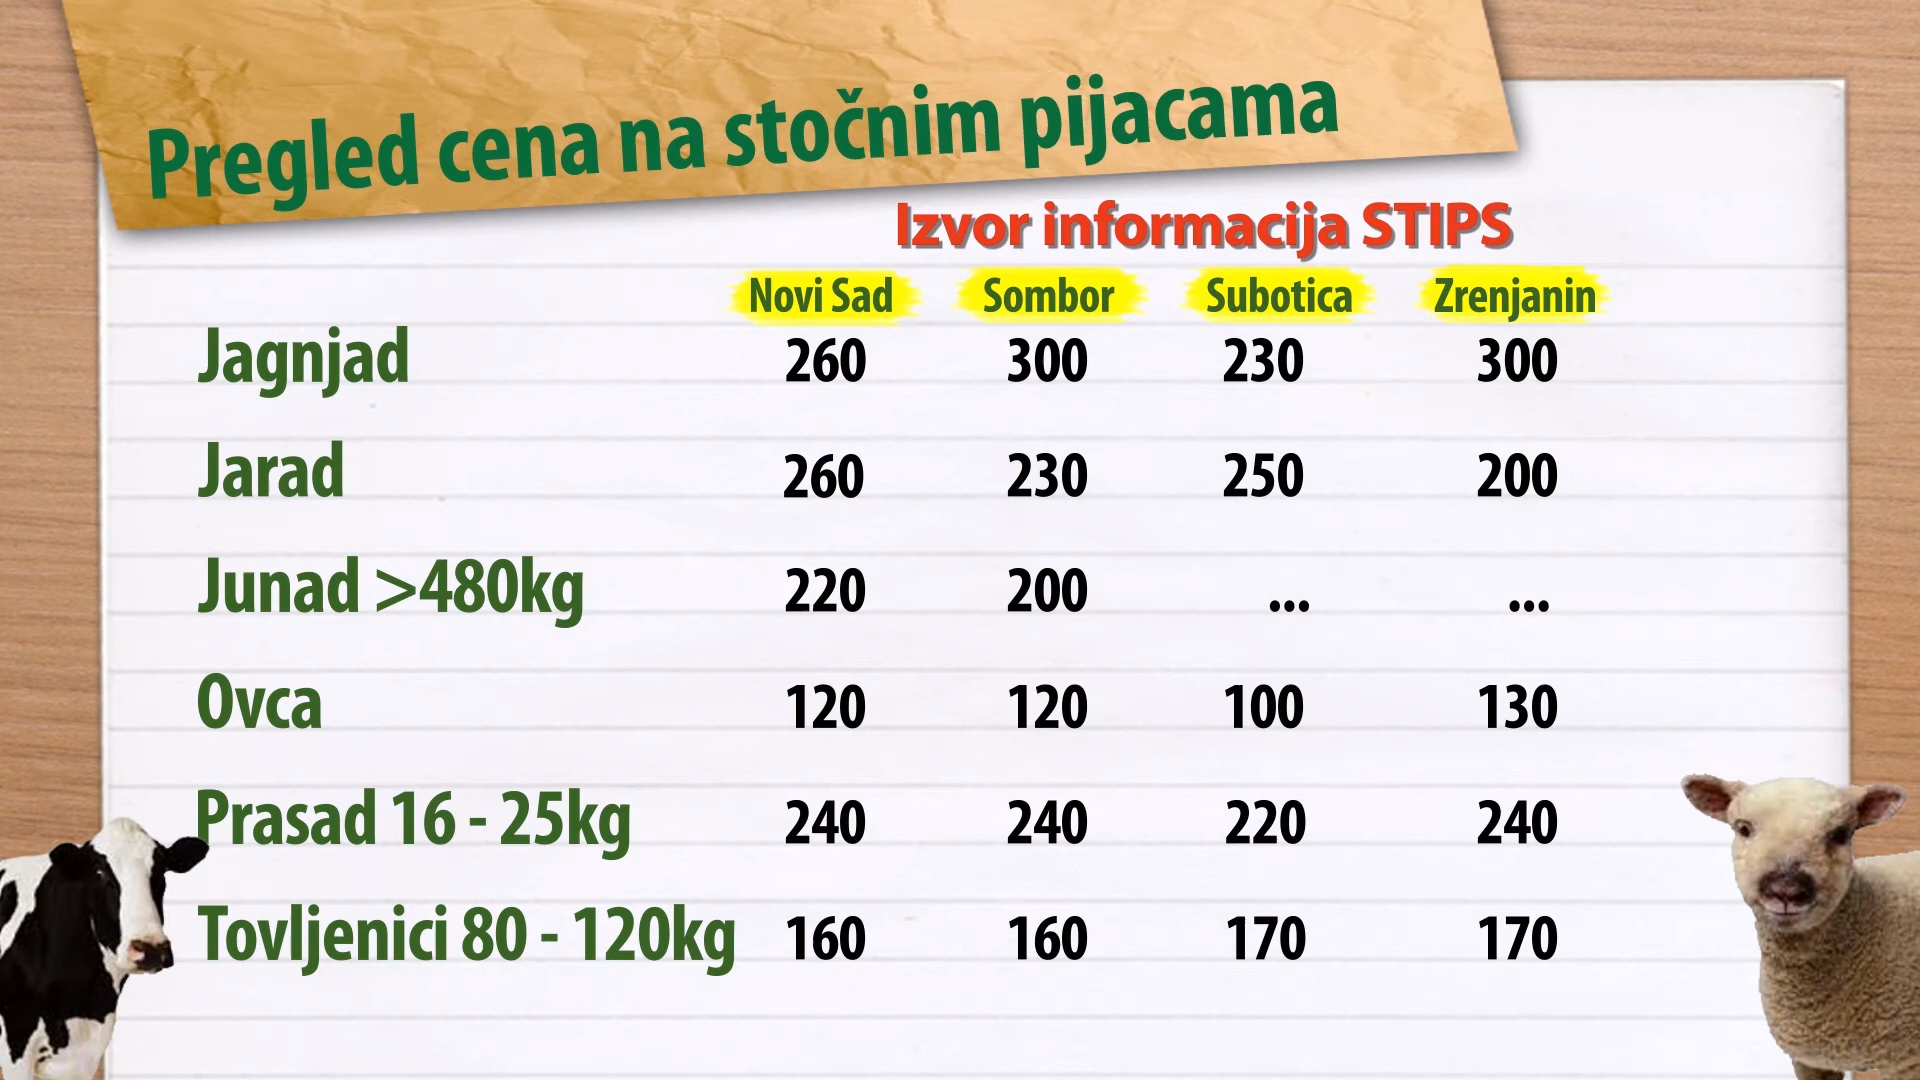 Pregled cena na stočnim pijacama
Izvor informacija STIPS
Novi Sad Sombor Subotica Zrenjanin
Jagnjad 260 300 230 300
Jarad 260 230 250 200
Junad >480kg 220 200 ... ...
Ovca 120 120 100 130
Prasad 16 - 25kg 240 240 220 240
Tovljenici 80 - 120kg 160 160 170 170